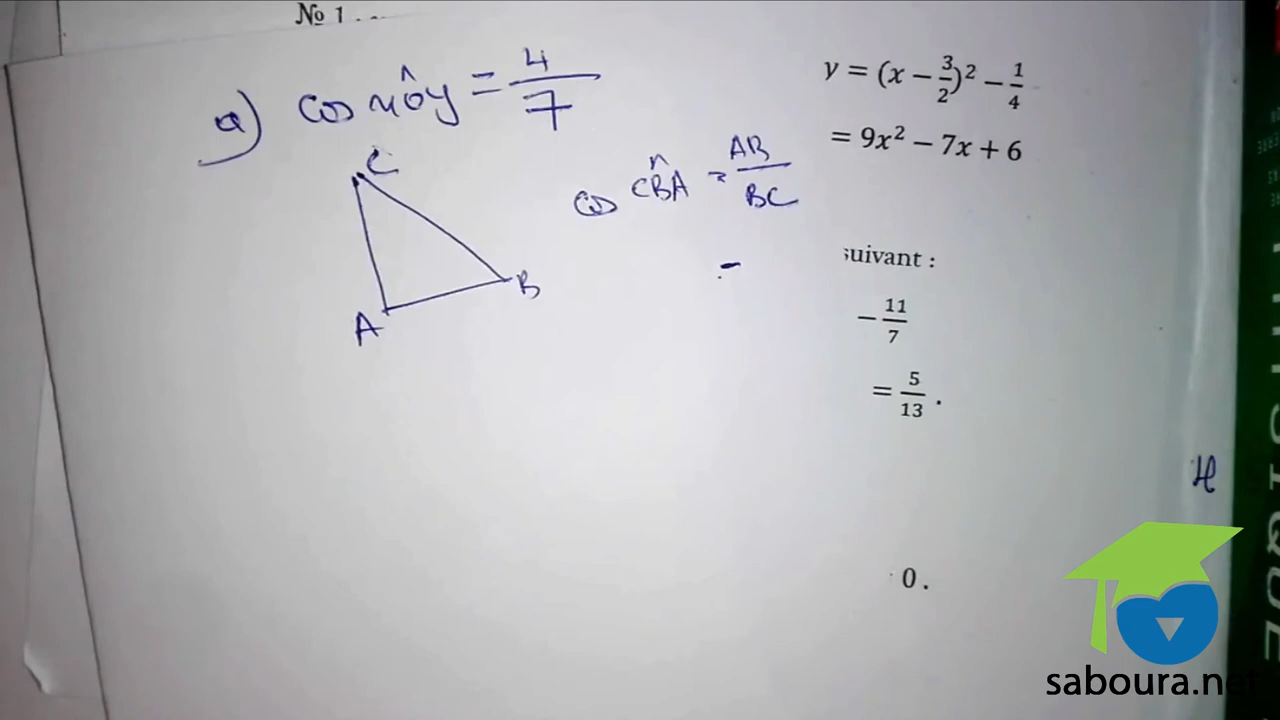 № 1 ...
a) cos xôy = 4/7
y = (x − 3/2)² − 1/4
= 9x² − 7x + 6
C
cos CB̂A = AB/BC
-
B
A
suivant :
− 11/7
= 5/13 .
H
0 .
saboura.net